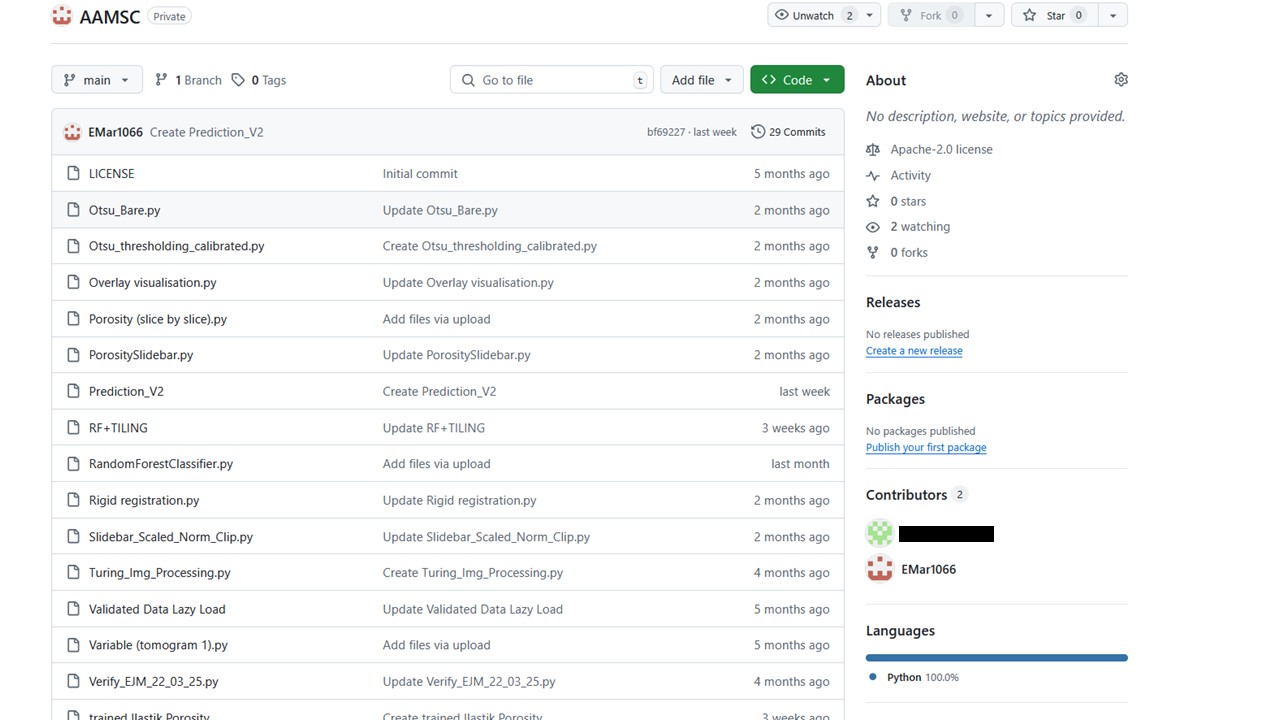 AAMSC Private Unwatch 2 Fork 0 Star 0
main 1 Branch 0 Tags Go to file t Add file Code
EMar1066 Create Prediction_V2 bf69227 · last week 29 Commits
LICENSE Initial commit 5 months ago
Otsu_Bare.py Update Otsu_Bare.py 2 months ago
Otsu_thresholding_calibrated.py Create Otsu_thresholding_calibrated.py 2 months ago
Overlay visualisation.py Update Overlay visualisation.py 2 months ago
Porosity (slice by slice).py Add files via upload 2 months ago
PorositySlidebar.py Update PorositySlidebar.py 2 months ago
Prediction_V2 Create Prediction_V2 last week
RF+TILING Update RF+TILING 3 weeks ago
RandomForestClassifier.py Add files via upload last month
Rigid registration.py Update Rigid registration.py 2 months ago
Slidebar_Scaled_Norm_Clip.py Update Slidebar_Scaled_Norm_Clip.py 2 months ago
Turing_Img_Processing.py Create Turing_Img_Processing.py 4 months ago
Validated Data Lazy Load Update Validated Data Lazy Load 5 months ago
Variable (tomogram 1).py Add files via upload 5 months ago
Verify_EJM_22_03_25.py Update Verify_EJM_22_03_25.py 4 months ago
trained Ilastik Porosity Create trained Ilastik Porosity 3 weeks ago
About
No description, website, or topics provided.
Apache-2.0 license
Activity
0 stars
2 watching
0 forks
Releases
No releases published
Create a new release
Packages
No packages published
Publish your first package
Contributors 2
EMar1066
Languages
Python 100.0%